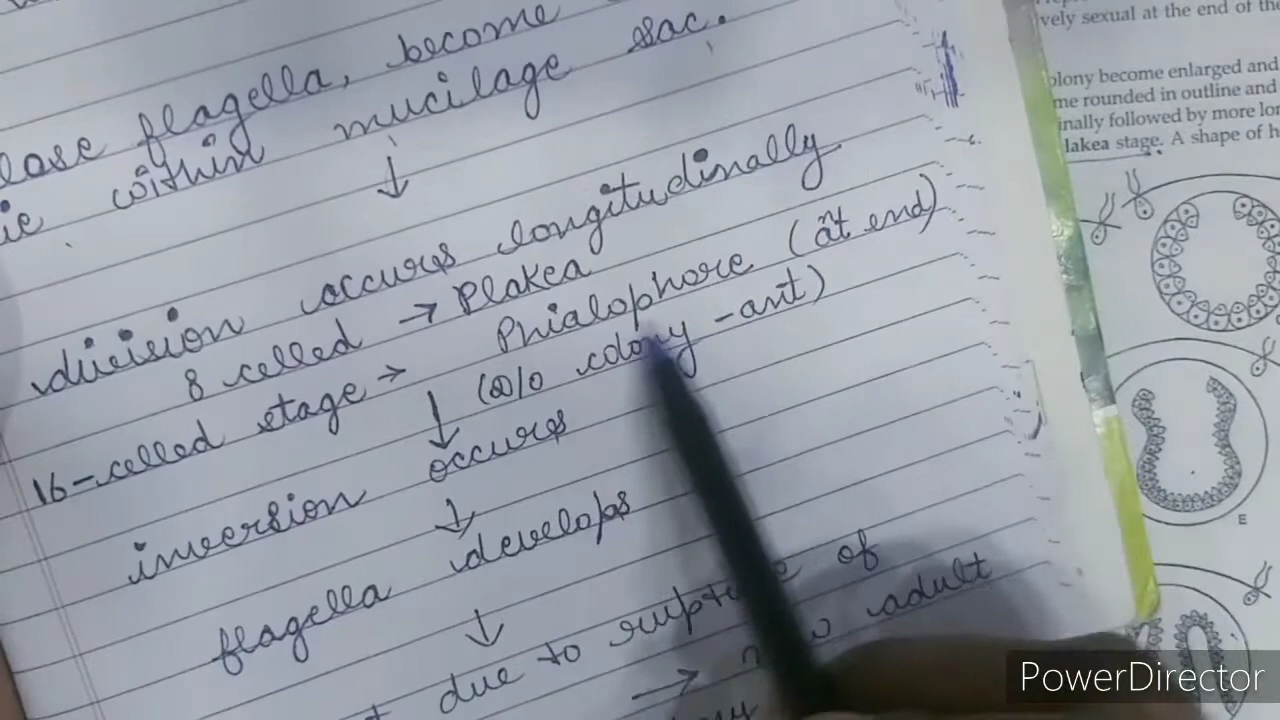 lose flagella, become
within mucilage sac.
↓
division occurs longitudinally
8 celled → Plakea
16-celled stage → Phialophore (at end)
↓ colony -ant)
inversion occurs
↓
flagella develops
↓
due to rupture of
→ adult
vely sexual at the end of the
olony become enlarged and
me rounded in outline and
inally followed by more
lakea stage. A shape of
E
PowerDirector